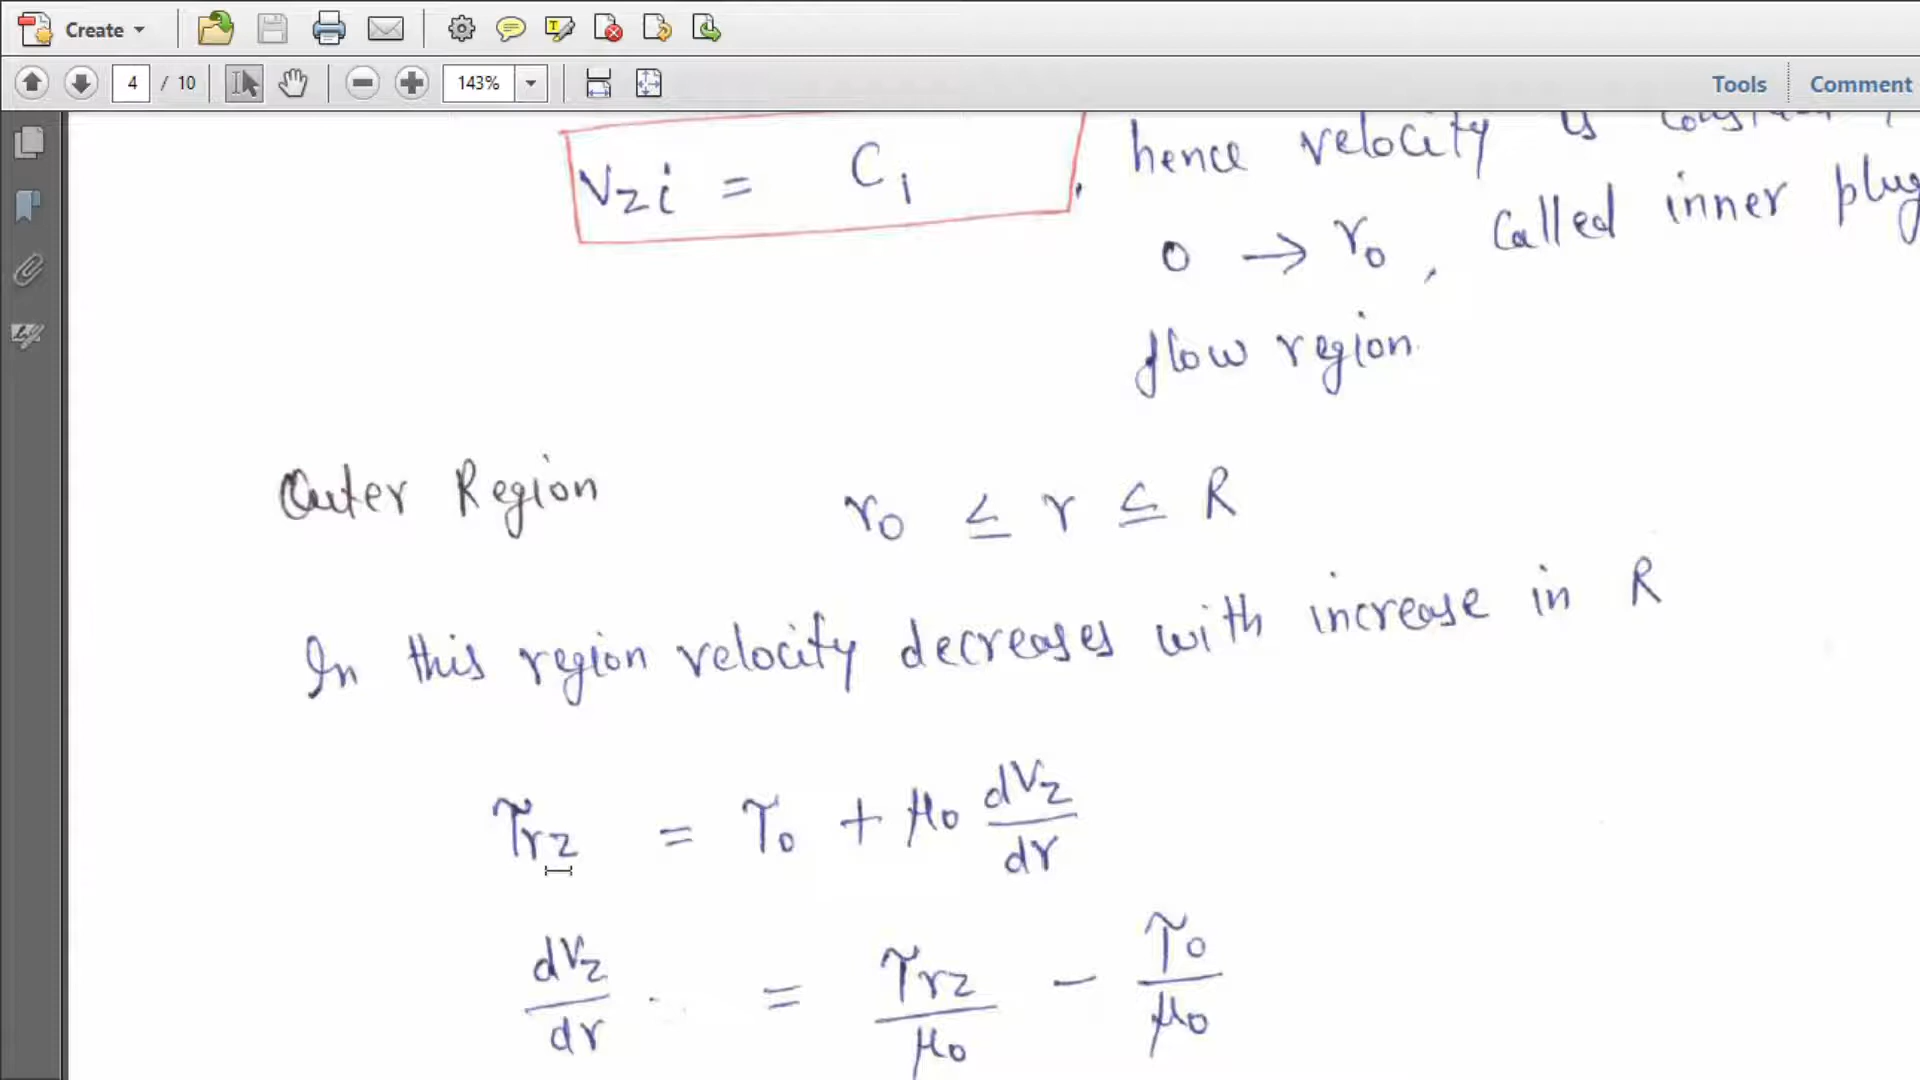 Create
4 / 10
143%
Tools
Comment
hence velocity is
Vzi = C1 .
0 → r0 , called inner plug
flow region.
Outer Region r0 ≤ r ≤ R
In this region velocity decreases with increase in R
τrz = τ0 + μ0 dVz/dr
dVz/dr = τrz/μ0 − τ0/μ0